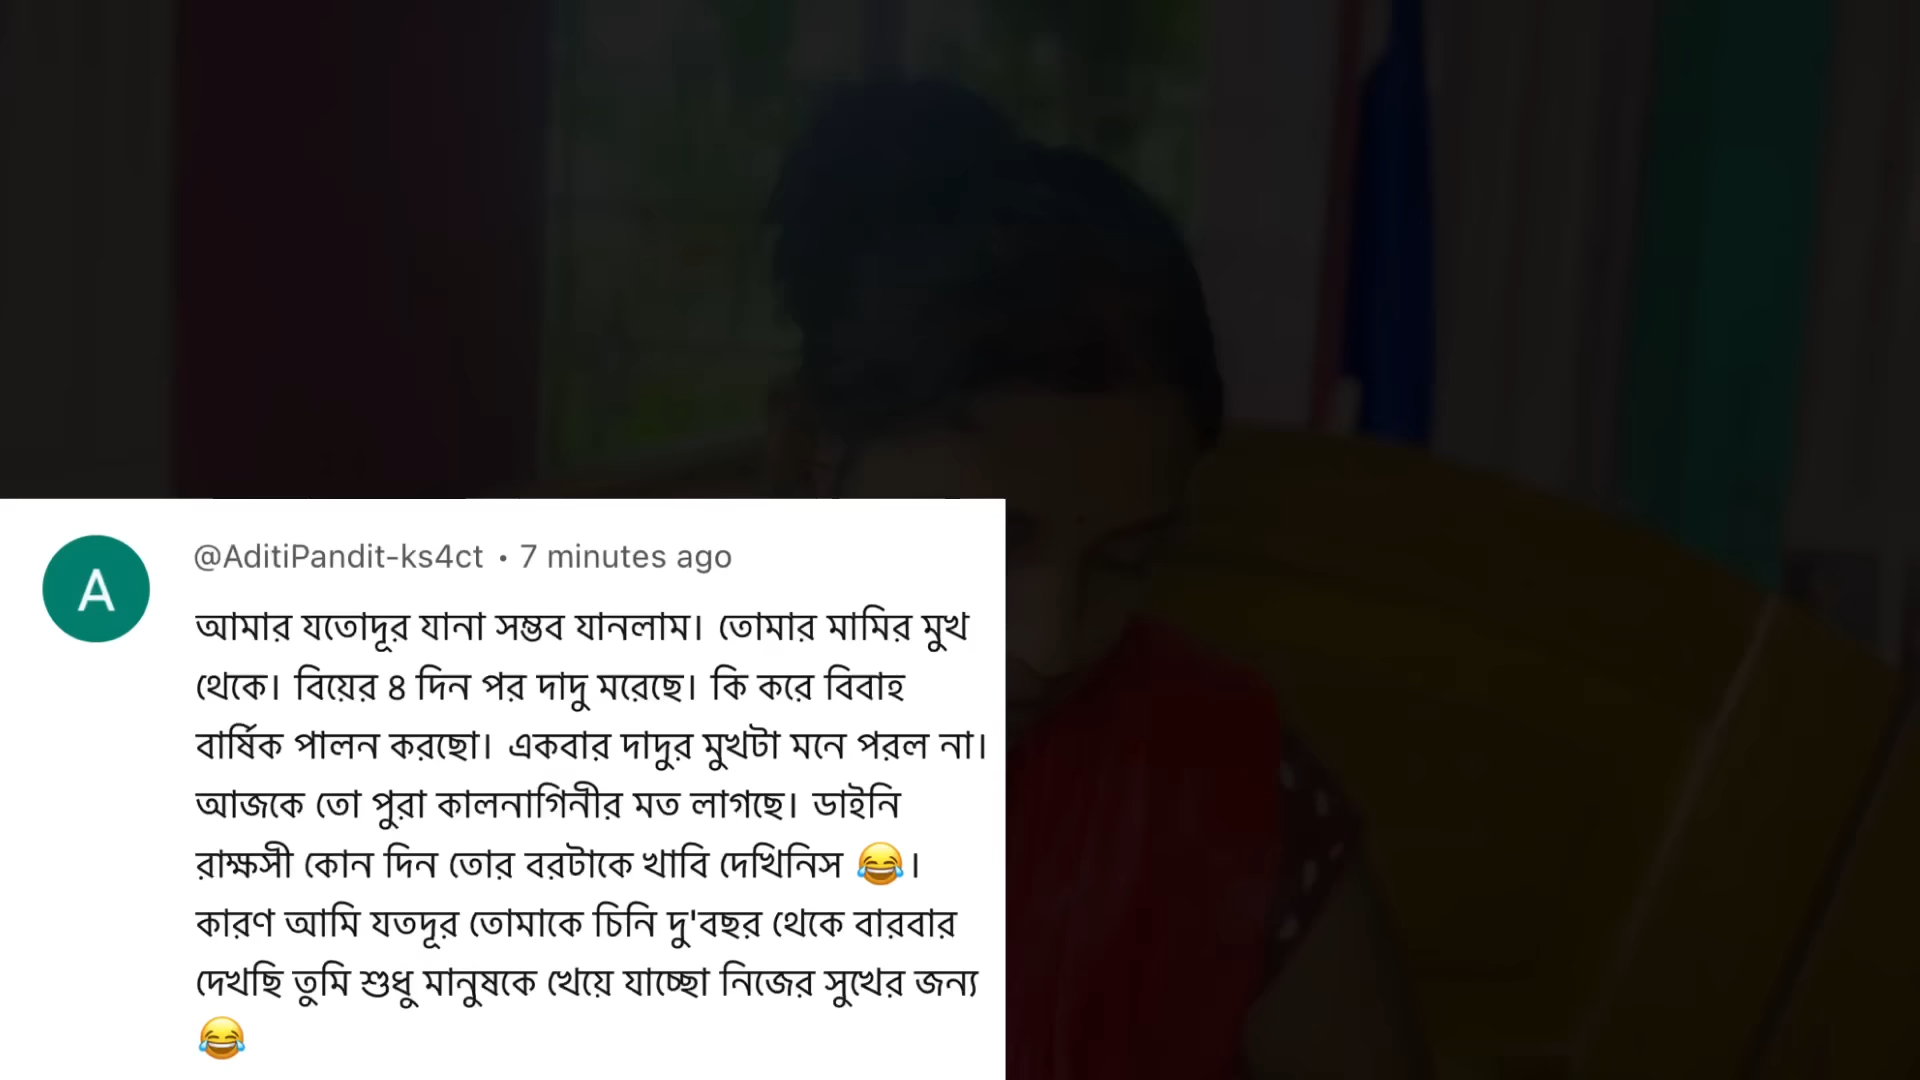 @AditiPandit-ks4ct • 7 minutes ago
আমার যতোদূর যানা সম্ভব যানলাম। তোমার মামির মুখ
থেকে। বিয়ের ৪ দিন পর দাদু মরেছে। কি করে বিবাহ
বার্ষিক পালন করছো। একবার দাদুর মুখটা মনে পরল না।
আজকে তো পুরা কালনাগিনীর মত লাগছে। ডাইনি
রাক্ষসী কোন দিন তোর বরটাকে খাবি দেখিনিস 😂।
কারণ আমি যতদূর তোমাকে চিনি দু'বছর থেকে বারবার
দেখছি তুমি শুধু মানুষকে খেয়ে যাচ্ছো নিজের সুখের জন্য
😂